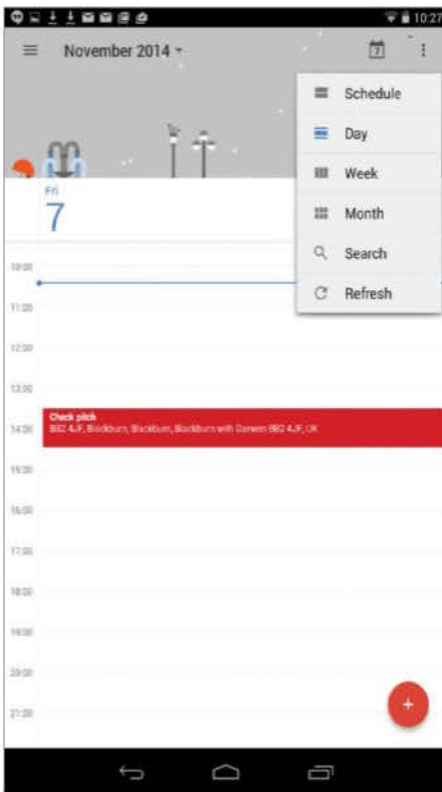 10:27
November 2014
7
Schedule
Day
Week
Month
Search
Refresh
Fri
7
10:00
11:00
12:00
13:00
Check pitch
BB2 4JF, Blackburn, Blackburn, Blackburn with Darwen BB2 4JF, UK
14:00
15:00
16:00
17:00
18:00
19:00
20:00
21:00